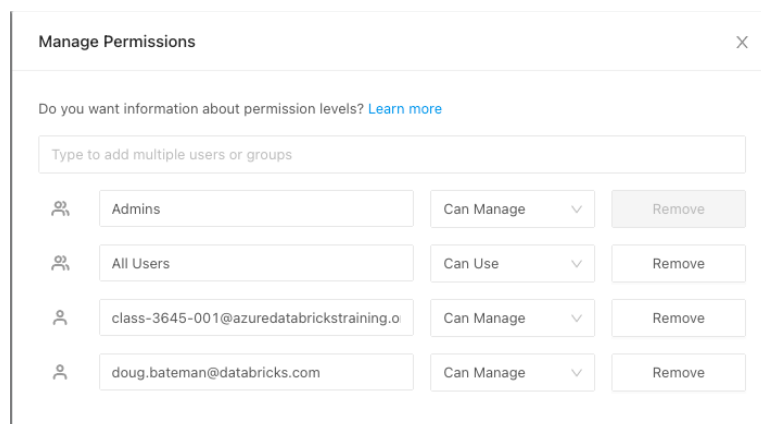 Manage Permissions
Do you want information about permission levels? Learn more
Type to add multiple users or groups
Admins Can Manage Remove
All Users Can Use Remove
class-3645-001@azuredatabrickstraining.o Can Manage Remove
doug.bateman@databricks.com Can Manage Remove